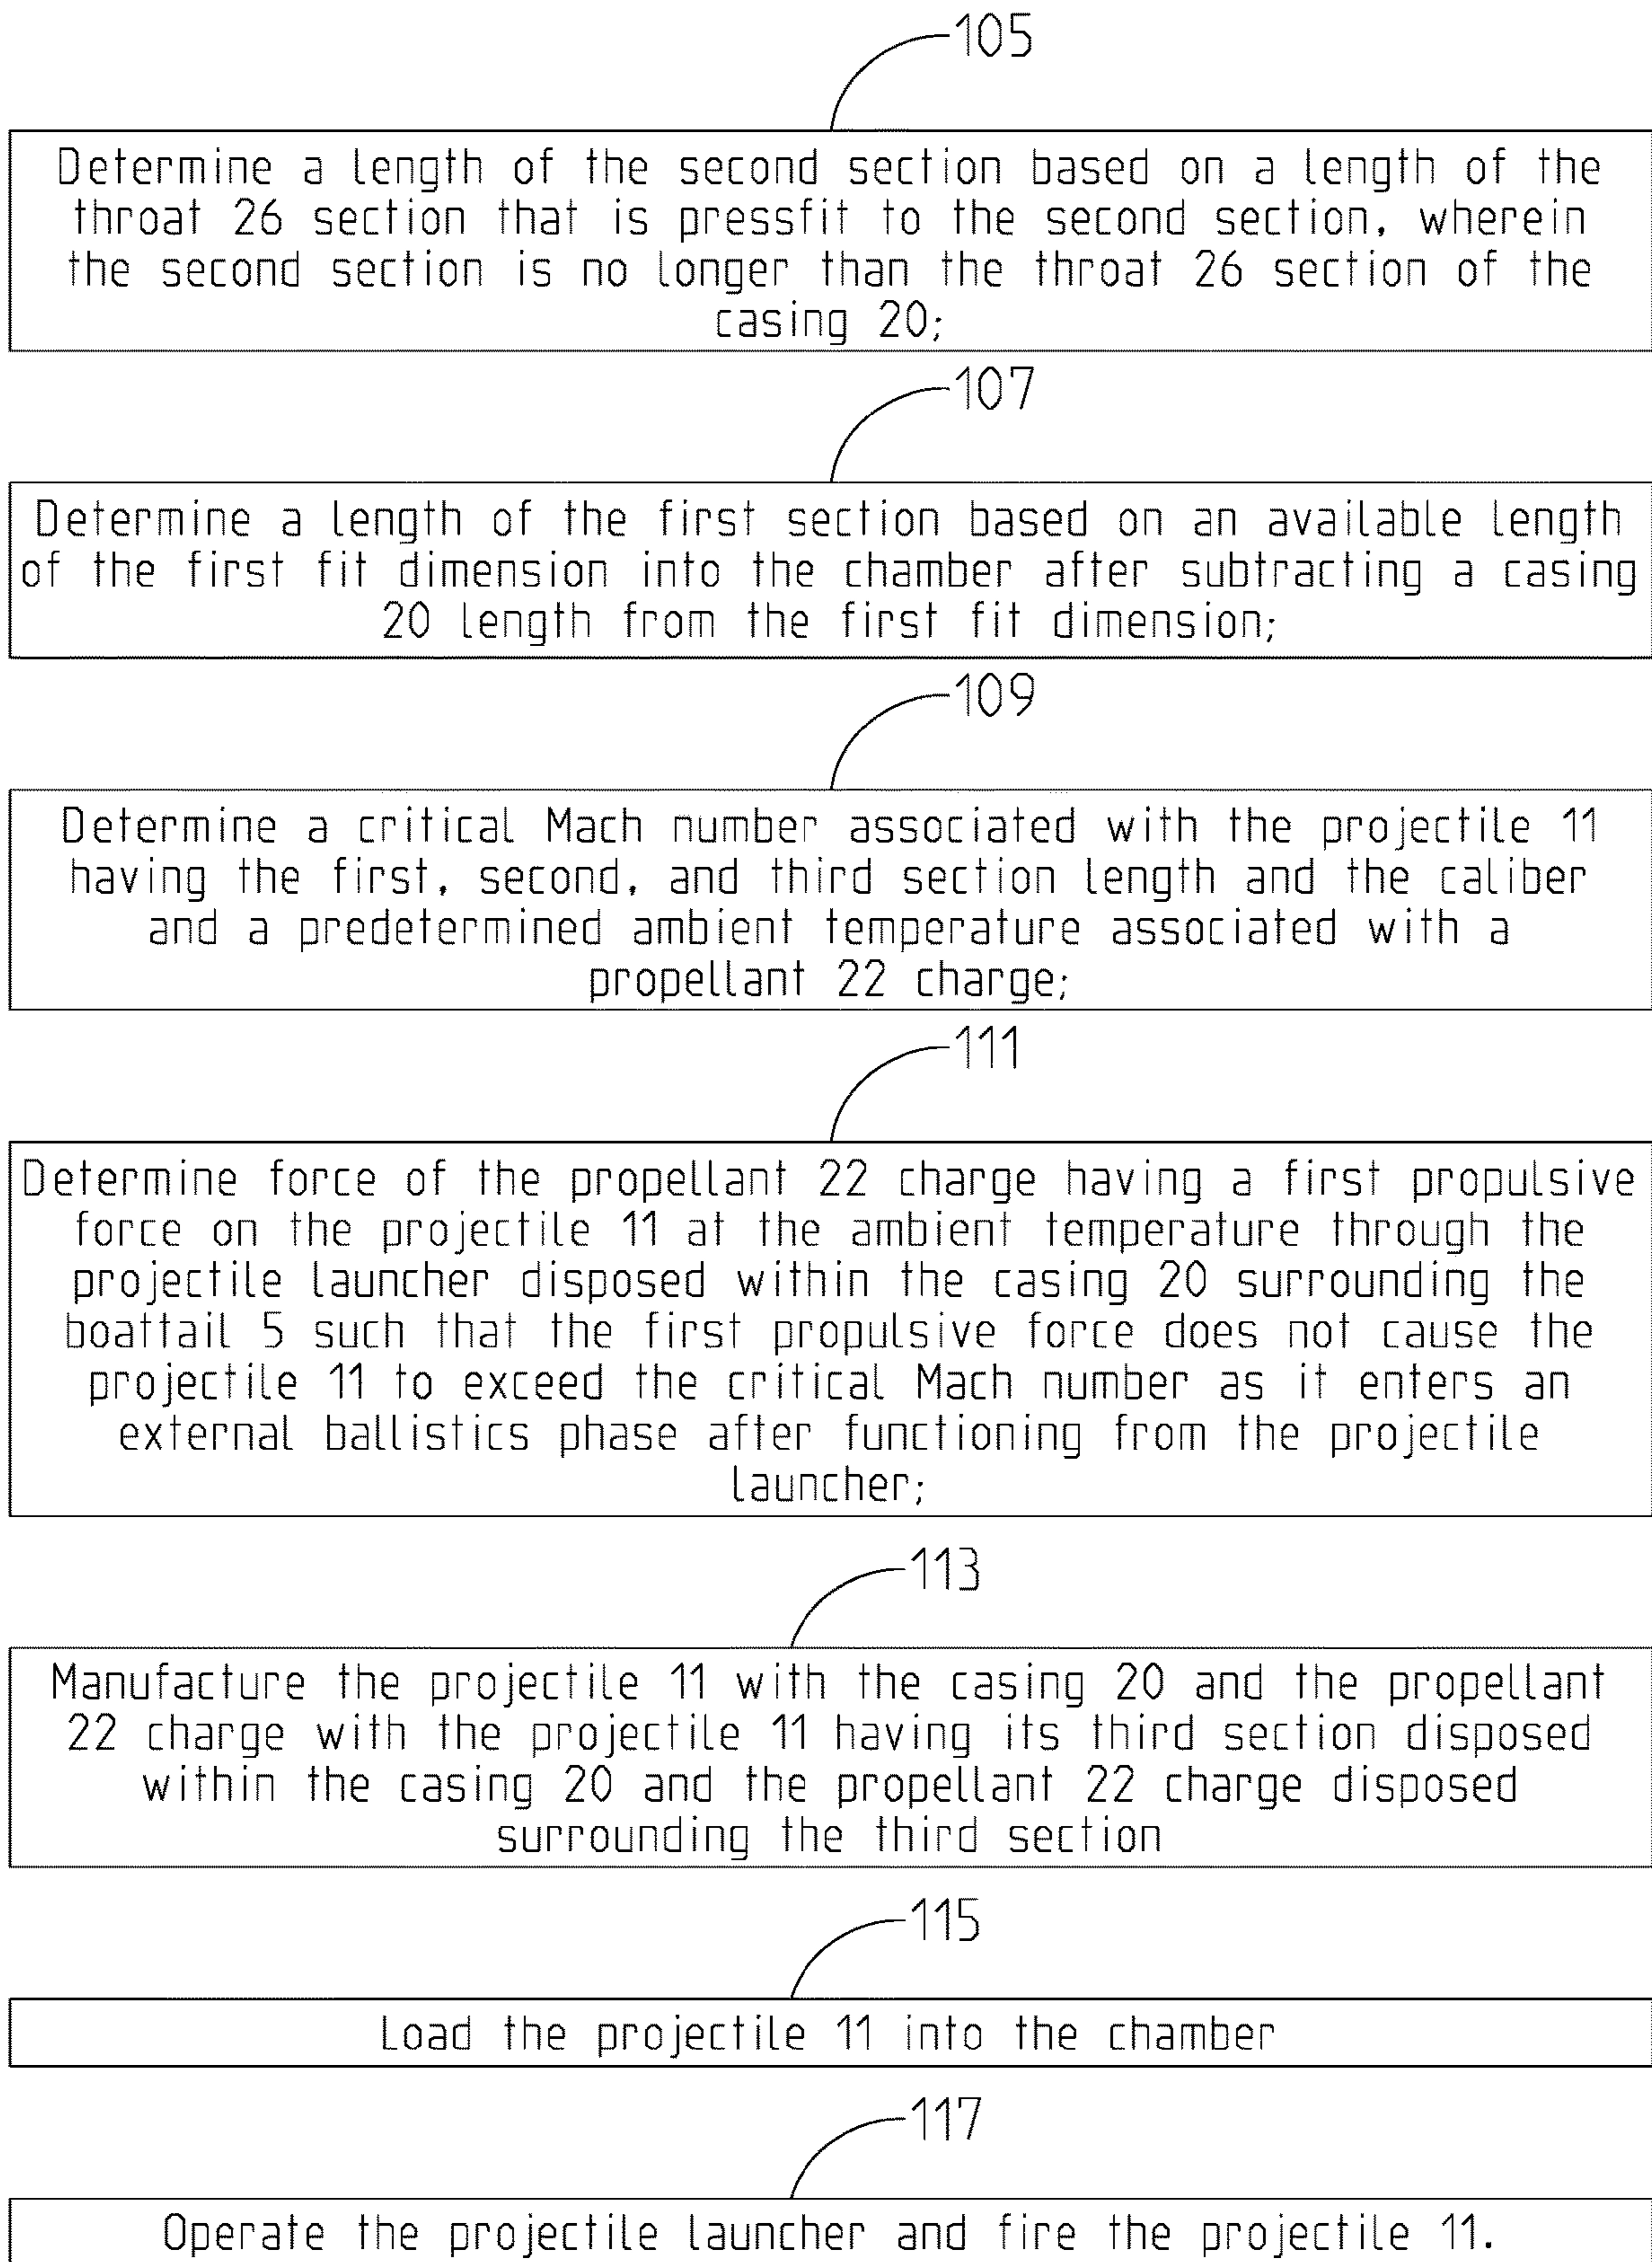 105
Determine a length of the second section based on a length of the
throat 26 section that is pressfit to the second section, wherein
the second section is no longer than the throat 26 section of the
casing 20;
107
Determine a length of the first section based on an available length
of the first fit dimension into the chamber after subtracting a casing
20 length from the first fit dimension;
109
Determine a critical Mach number associated with the projectile 11
having the first, second, and third section length and the caliber
and a predetermined ambient temperature associated with a
propellant 22 charge;
111
Determine force of the propellant 22 charge having a first propulsive
force on the projectile 11 at the ambient temperature through the
projectile launcher disposed within the casing 20 surrounding the
boattail 5 such that the first propulsive force does not cause the
projectile 11 to exceed the critical Mach number as it enters an
external ballistics phase after functioning from the projectile
launcher;
113
Manufacture the projectile 11 with the casing 20 and the propellant
22 charge with the projectile 11 having its third section disposed
within the casing 20 and the propellant 22 charge disposed
surrounding the third section
115
Load the projectile 11 into the chamber
117
Operate the projectile launcher and fire the projectile 11.